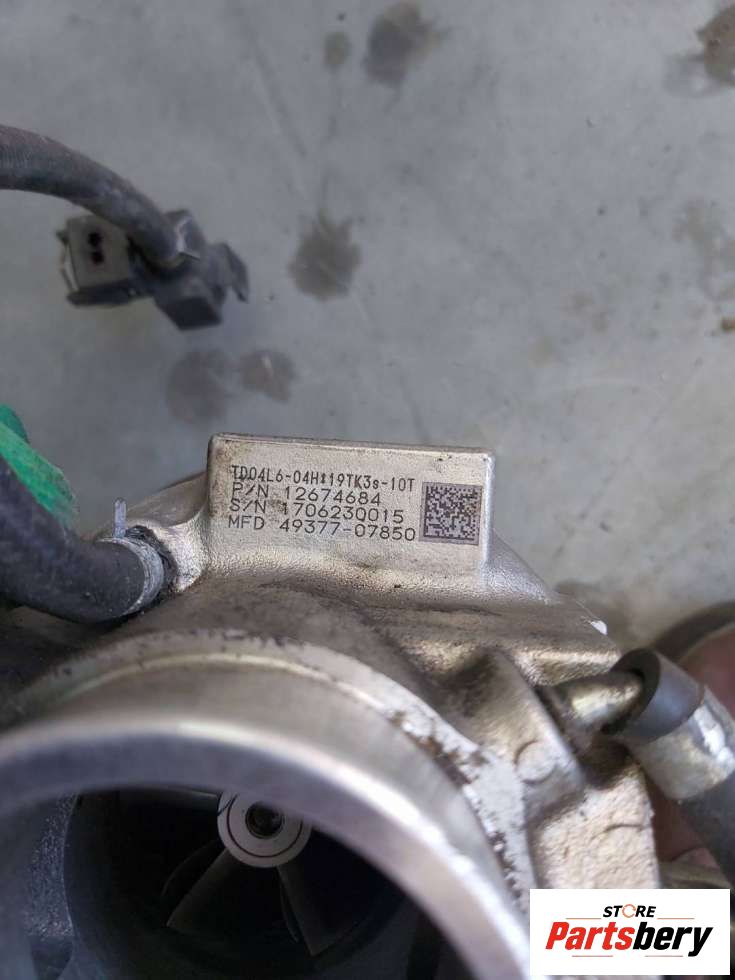 TD04L6-04H*19TK3s-10T
P/N 12674684
S/N 1706230015
MFD 49377-07850
STORE
Partsbery